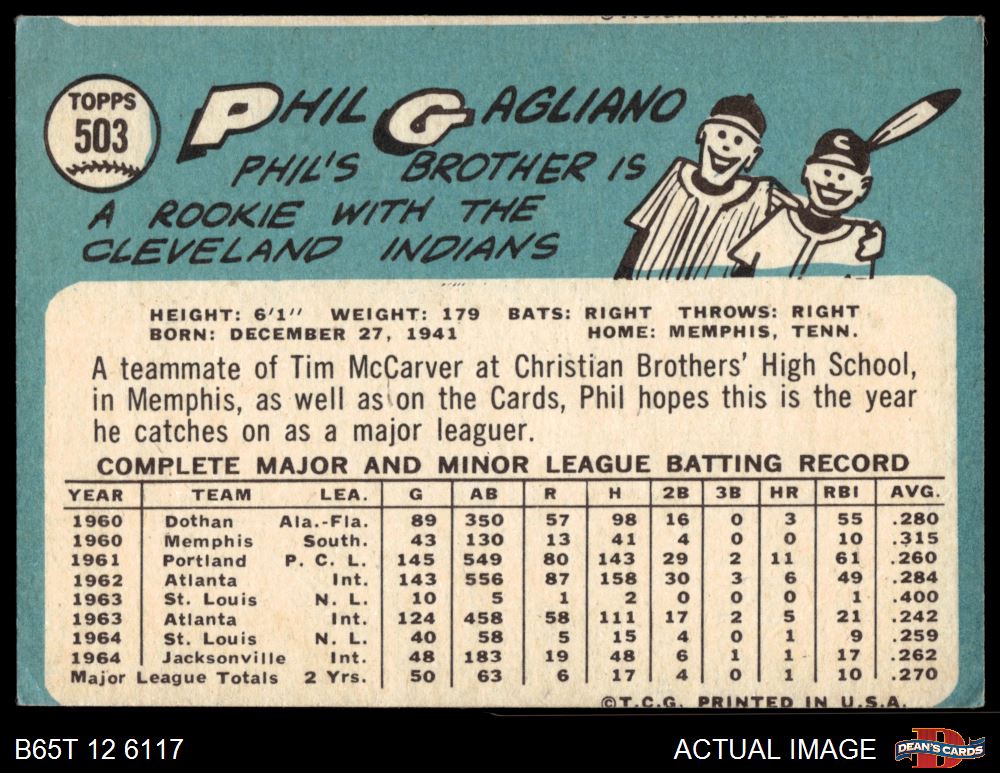 TOPPS
503
PHIL GAGLIANO
PHIL'S BROTHER IS
A ROOKIE WITH THE
CLEVELAND INDIANS
C
HEIGHT: 6'1" WEIGHT: 179 BATS: RIGHT THROWS: RIGHT
BORN: DECEMBER 27, 1941 HOME: MEMPHIS, TENN.
A teammate of Tim McCarver at Christian Brothers' High School,
in Memphis, as well as on the Cards, Phil hopes this is the year
he catches on as a major leaguer.
COMPLETE MAJOR AND MINOR LEAGUE BATTING RECORD
YEAR TEAM LEA. G AB R H 2B 3B HR RBI AVG.
1960 Dothan Ala.-Fla. 89 350 57 98 16 0 3 55 .280
1960 Memphis South. 43 130 13 41 4 0 0 10 .315
1961 Portland P. C. L. 145 549 80 143 29 2 11 61 .260
1962 Atlanta Int. 143 556 87 158 30 3 6 49 .284
1963 St. Louis N. L. 10 5 1 2 0 0 0 1 .400
1963 Atlanta Int. 124 458 58 111 17 2 5 21 .242
1964 St. Louis N. L. 40 58 5 15 4 0 1 9 .259
1964 Jacksonville Int. 48 183 19 48 6 1 1 17 .262
Major League Totals 2 Yrs. 50 63 6 17 4 0 1 10 .270
©T.C.G. PRINTED IN U.S.A.
B65T 12 6117 ACTUAL IMAGE DEAN'S CARDS